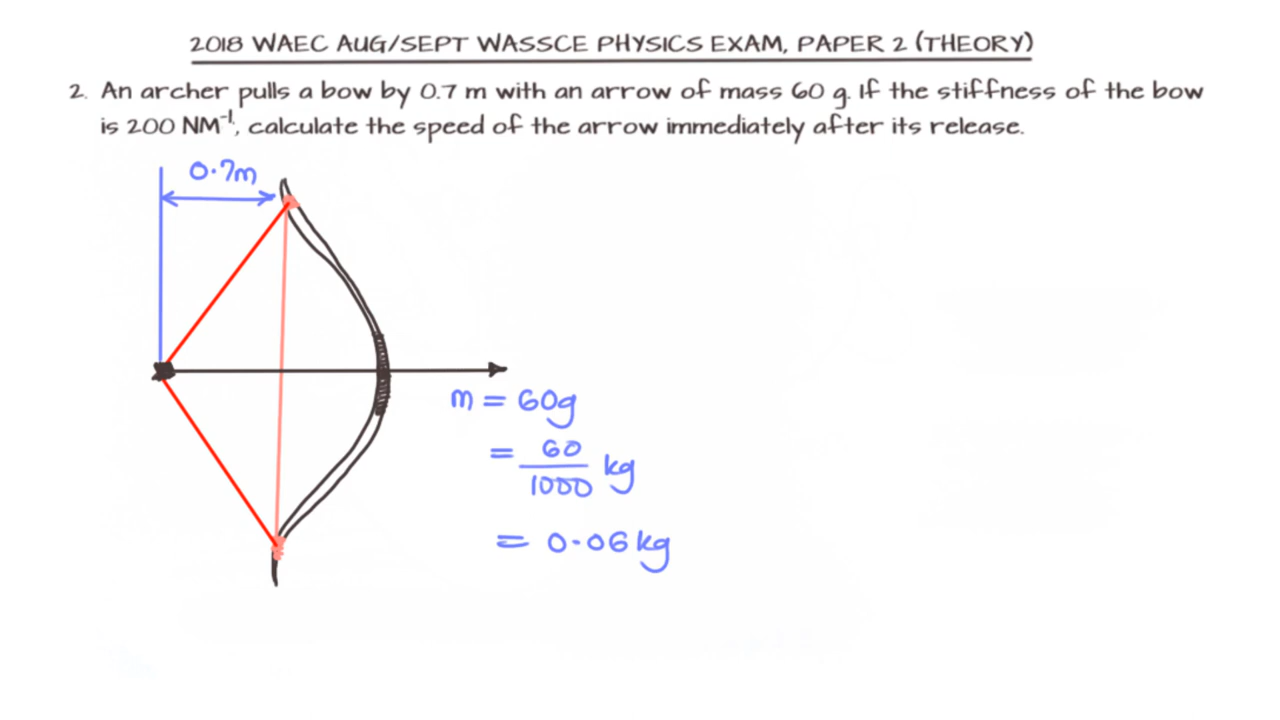 2018 WAEC AUG/SEPT WASSCE PHYSICS EXAM, PAPER 2 (THEORY)
2. An archer pulls a bow by 0.7 m with an arrow of mass 60 g. If the stiffness of the bow
is 200 NM⁻¹, calculate the speed of the arrow immediately after its release.
0.7m
m = 60g
= 60/1000 kg
= 0.06kg